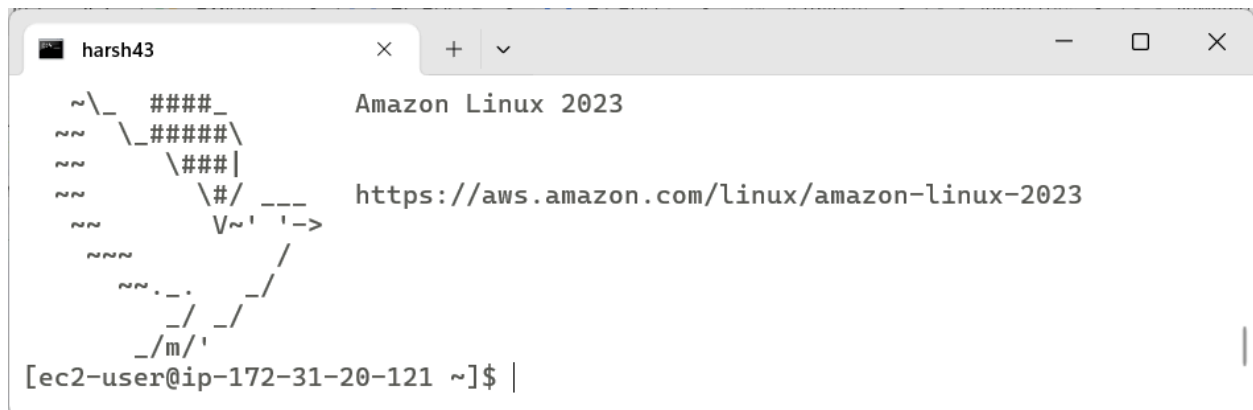 harsh43
~\_  ####_        Amazon Linux 2023
~~  \_#####\
~~     \###|
~~       \#/ ___   https://aws.amazon.com/linux/amazon-linux-2023
~~       V~' '->
~~~         /
~~._.   _/
_/ _/
_/m/'
[ec2-user@ip-172-31-20-121 ~]$